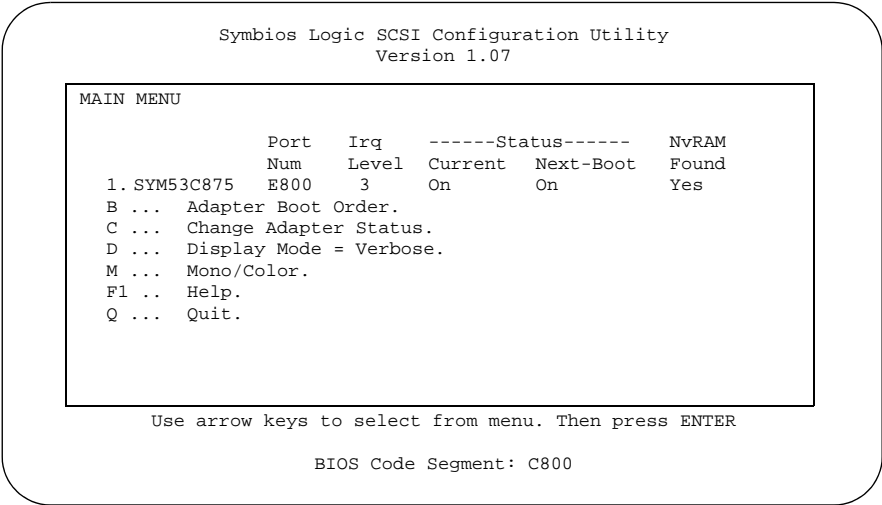 Symbios Logic SCSI Configuration Utility
Version 1.07
MAIN MENU
Port Irq ------Status------ NvRAM
Num Level Current Next-Boot Found
1. SYM53C875 E800 3 On On Yes
B ... Adapter Boot Order.
C ... Change Adapter Status.
D ... Display Mode = Verbose.
M ... Mono/Color.
F1 .. Help.
Q ... Quit.
Use arrow keys to select from menu. Then press ENTER
BIOS Code Segment: C800